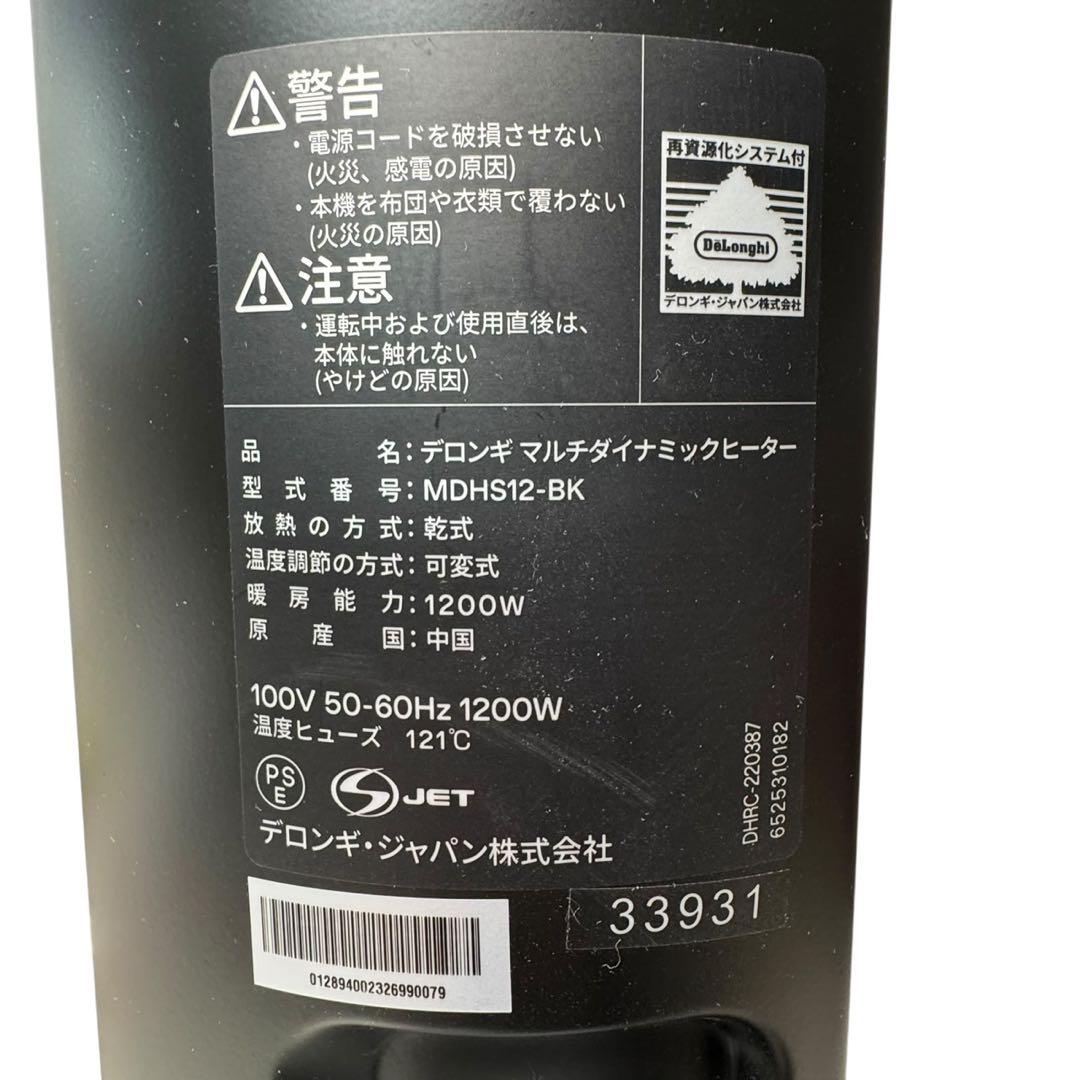 警告
・電源コードを破損させない
(火災、感電の原因)
・本機を布団や衣類で覆わない
(火災の原因)
注意
・運転中および使用直後は、
本体に触れない
(やけどの原因)
再資源化システム付
DeLonghi
デロンギ・ジャパン株式会社
品名：デロンギ マルチダイナミックヒーター
型式番号：MDHS12-BK
放熱の方式：乾式
温度調節の方式：可変式
暖房能力：1200W
原産国：中国
100V 50-60Hz 1200W
温度ヒューズ 121℃
PSE
S JET
デロンギ・ジャパン株式会社
DHRC-220387
6525310182
33931
012894002326990079